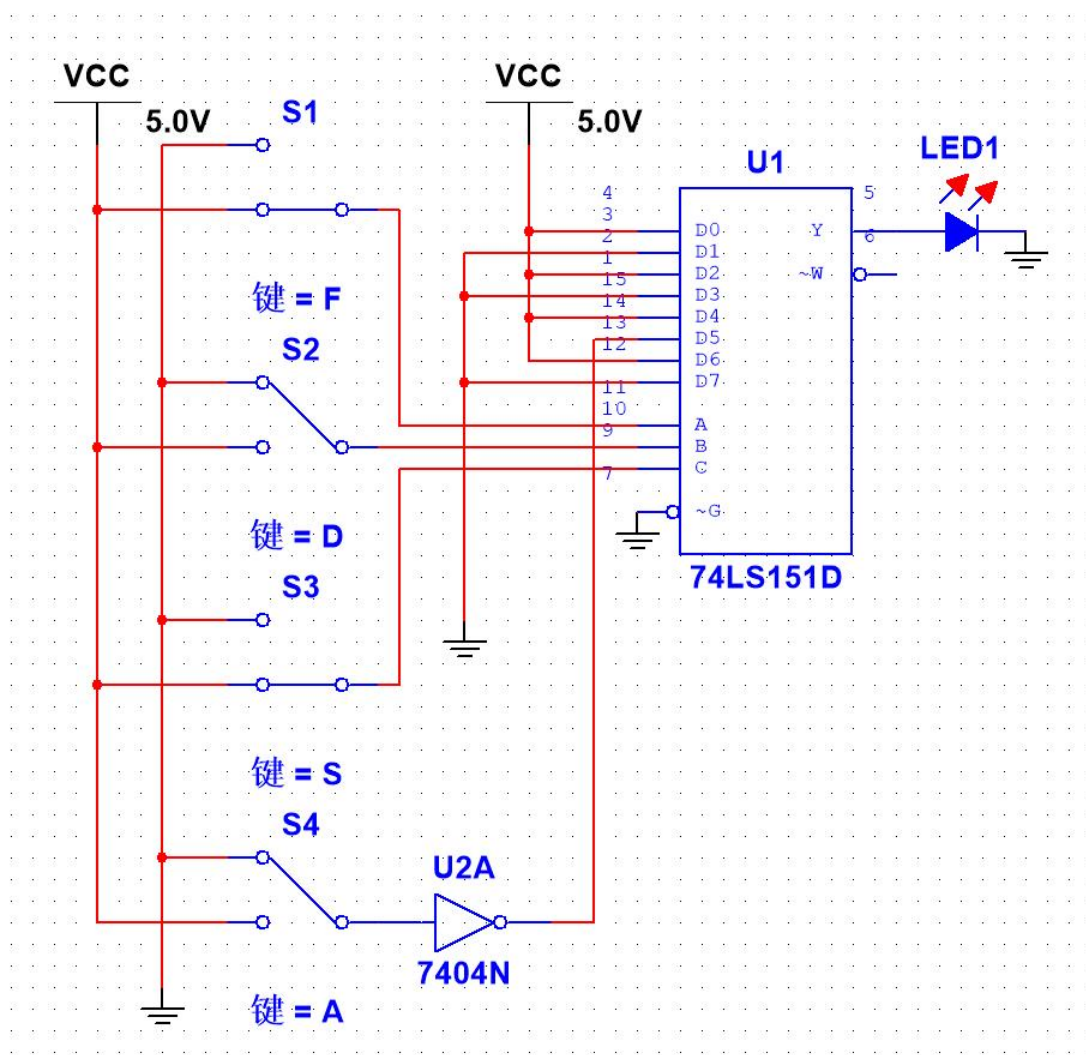 VCC
5.0V
S1
键 = F
S2
键 = D
S3
键 = S
S4
键 = A
U2A
7404N
VCC
5.0V
U1
4
3
2
1
15
14
13
12
11
10
9
7
D0
D1
D2
D3
D4
D5
D6
D7
A
B
C
~G
Y
~W
5
6
74LS151D
LED1